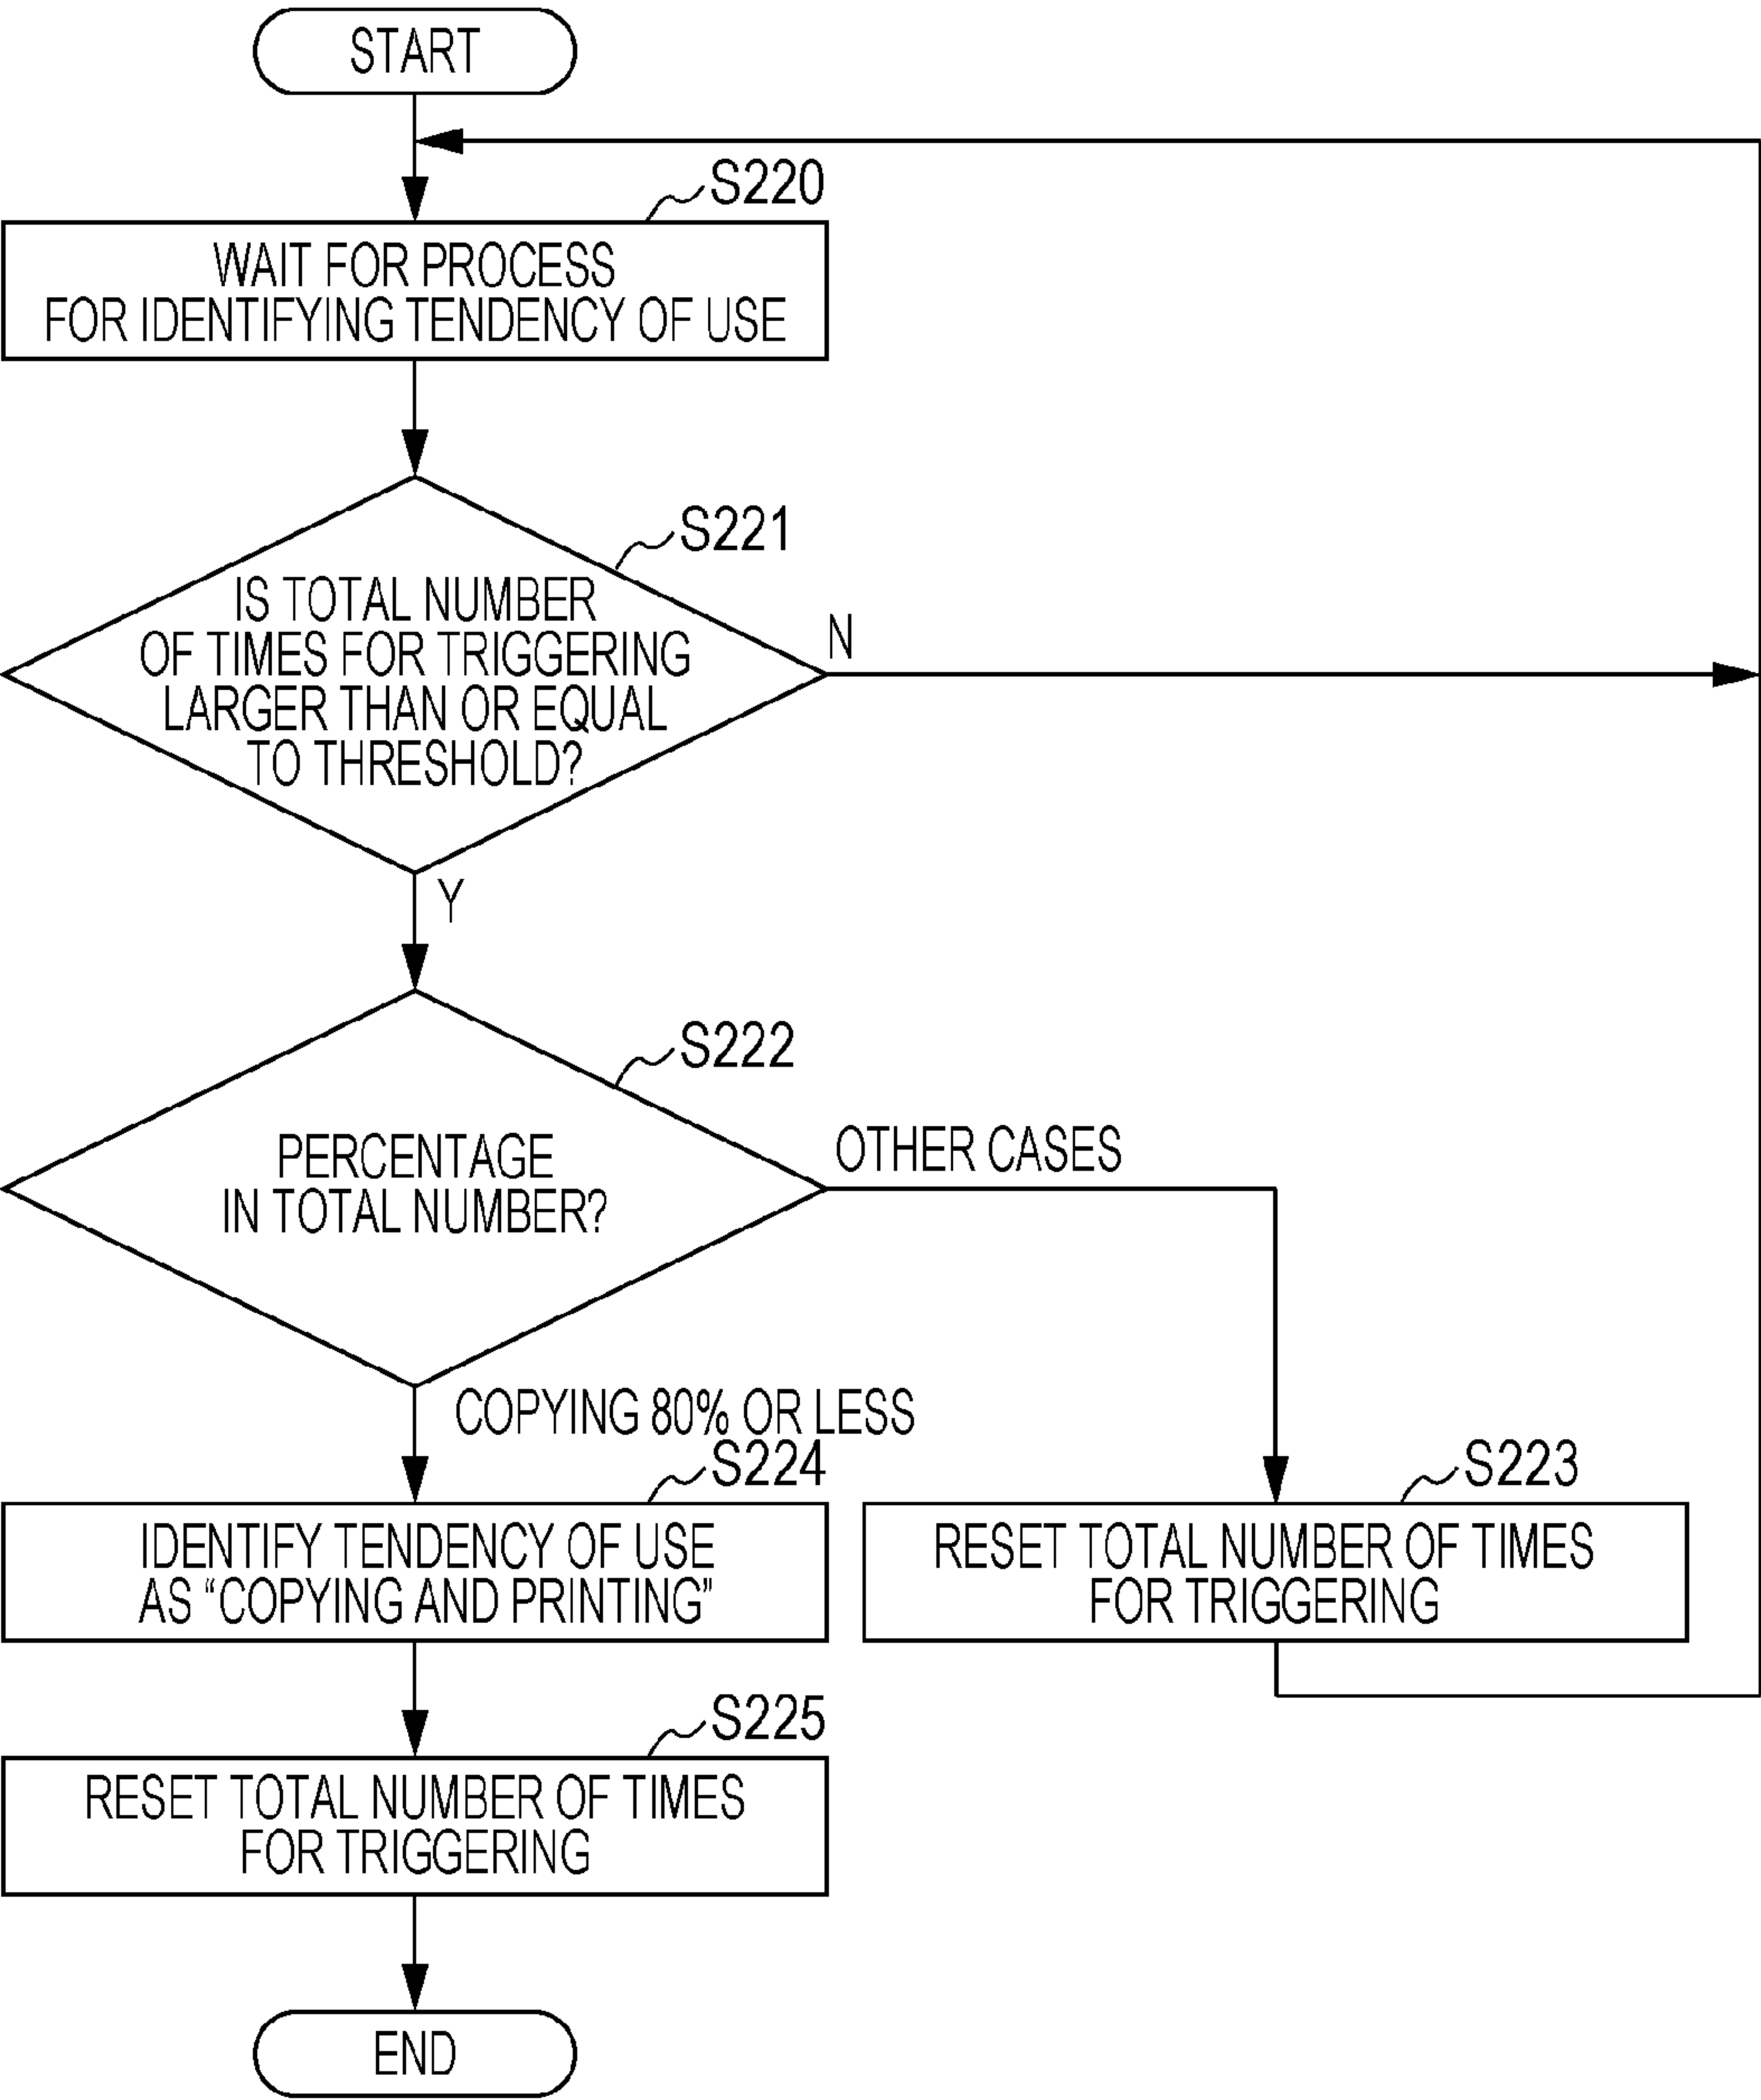 START
S220
WAIT FOR PROCESS
FOR IDENTIFYING TENDENCY OF USE
S221
IS TOTAL NUMBER
OF TIMES FOR TRIGGERING
LARGER THAN OR EQUAL
TO THRESHOLD?
N
Y
S222
PERCENTAGE
IN TOTAL NUMBER?
OTHER CASES
COPYING 80% OR LESS
S224
IDENTIFY TENDENCY OF USE
AS “COPYING AND PRINTING”
S223
RESET TOTAL NUMBER OF TIMES
FOR TRIGGERING
S225
RESET TOTAL NUMBER OF TIMES
FOR TRIGGERING
END